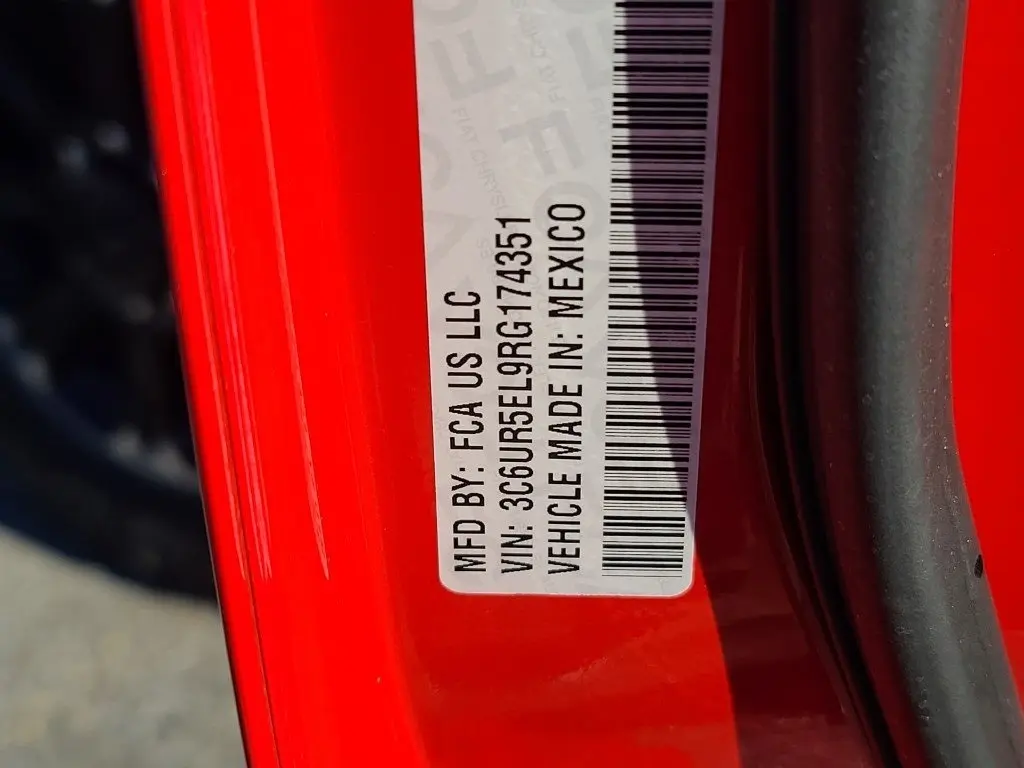 MFD BY: FCA US LLC
VIN: 3C6UR5EL9RG174351
VEHICLE MADE IN: MEXICO